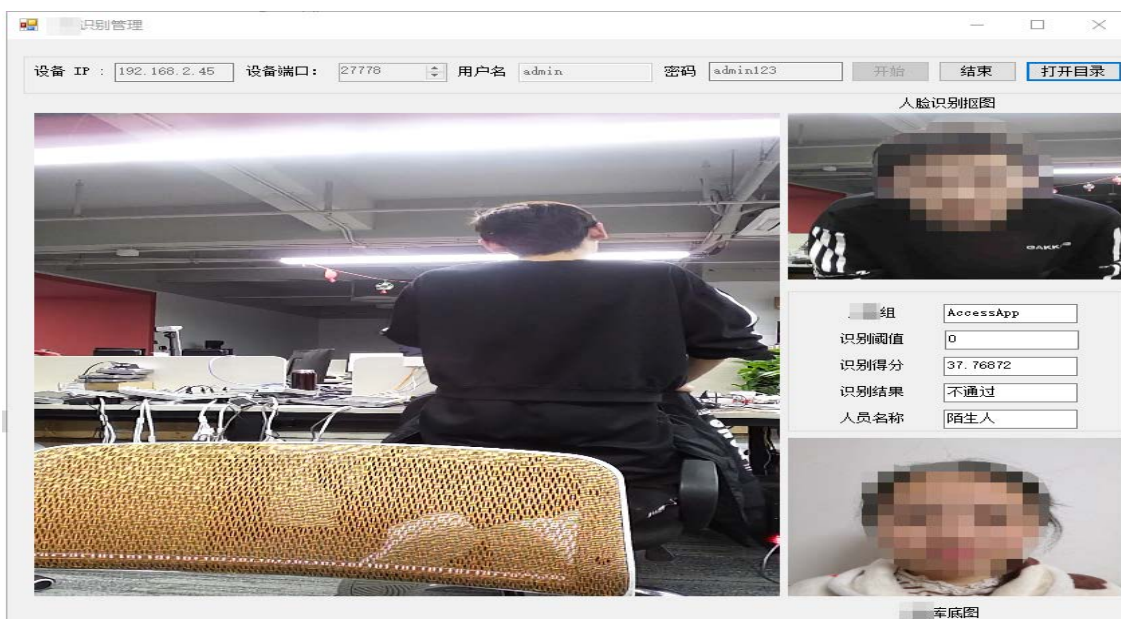 识别管理
设备 IP : 192.168.2.45 设备端口: 27778 用户名 admin 密码 admin123 开始 结束 打开目录
人脸识别抠图
组 AccessApp
识别阈值 0
识别得分 37.76872
识别结果 不通过
人员名称 陌生人
库底图